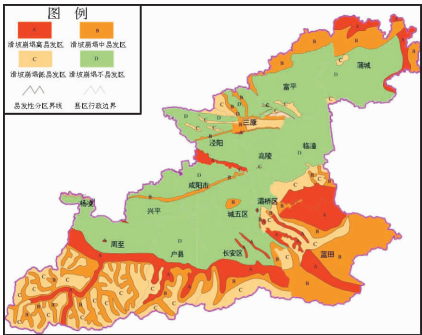 图 例
A
B
滑坡崩塌高易发区
滑坡崩塌中易发区
C
D
滑坡崩塌低易发区
滑坡崩塌不易发区
易发性分区界线
县区行政边界
蒲城
富平
三原
泾阳
临潼
高陵
咸阳市
灞桥区
杨凌
兴平
城五区
周至
户县
长安区
蓝田